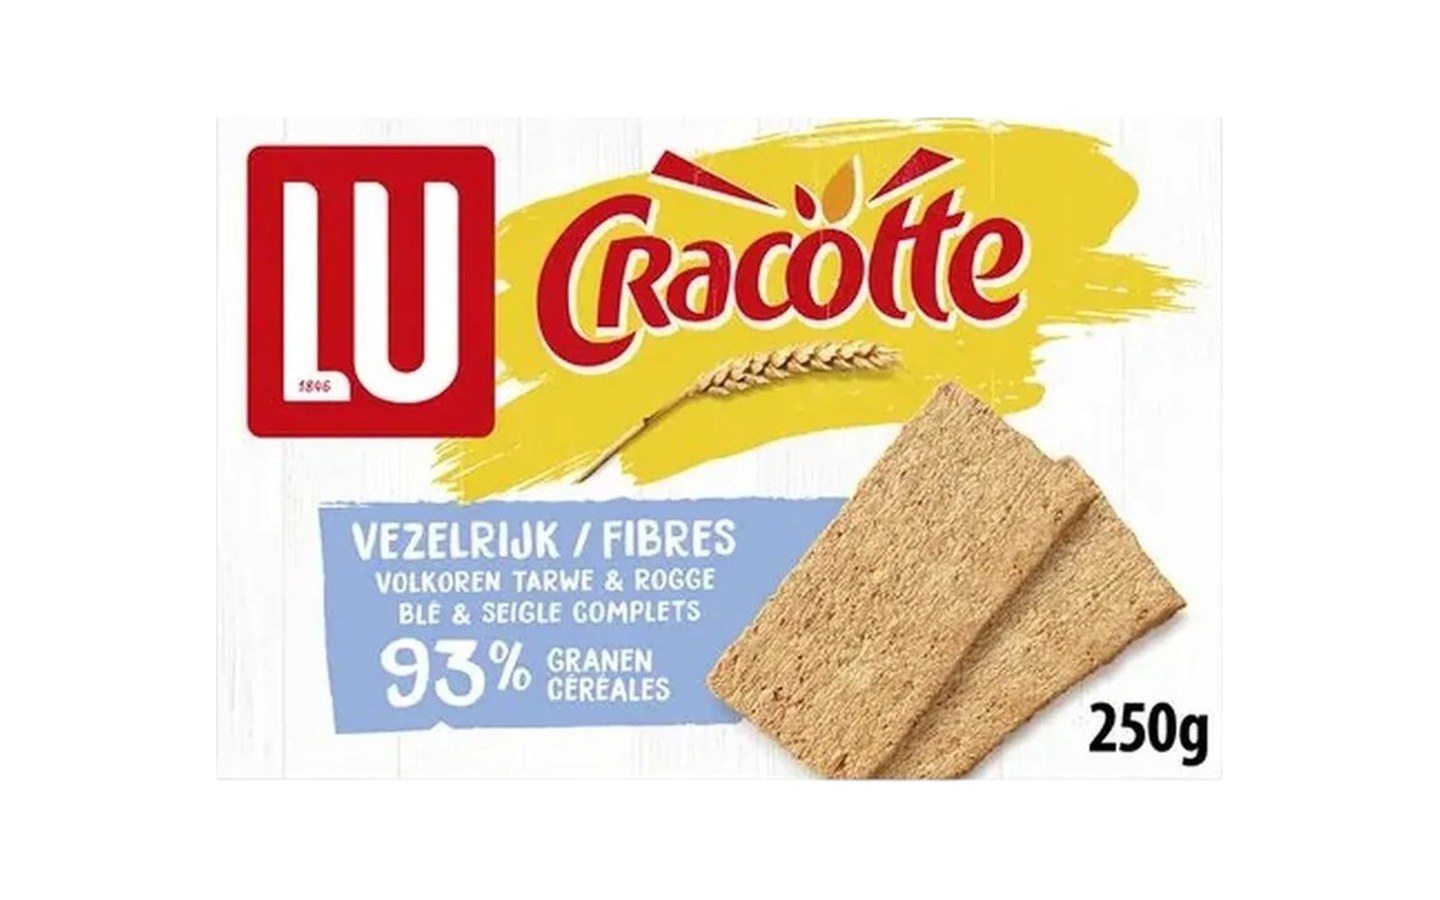 LU
1846
CRACOTTE
VEZELRIJK / FIBRES
VOLKOREN TARWE & ROGGE
BLÉ & SEIGLE COMPLETS
93% GRANEN
CÉRÉALES
250g